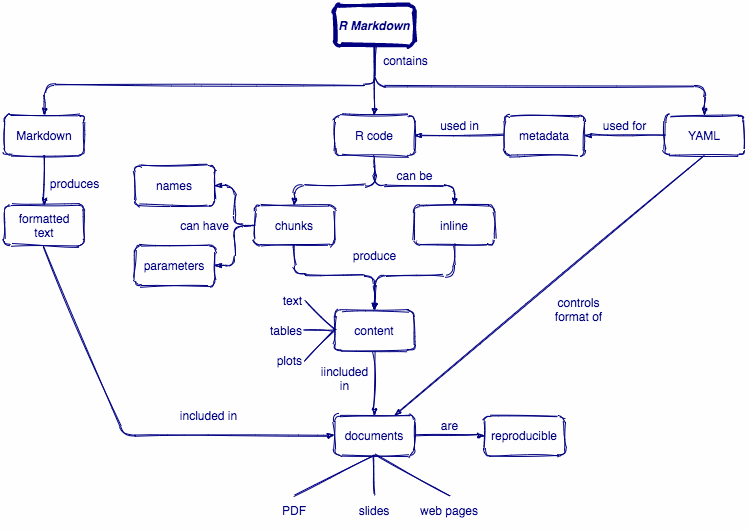 R Markdown
contains
Markdown
R code
used in
metadata
used for
YAML
produces
names
can be
formatted
text
can have
chunks
inline
parameters
produce
text
tables
plots
content
controls
format of
iincluded
in
included in
documents
are
reproducible
PDF
slides
web pages